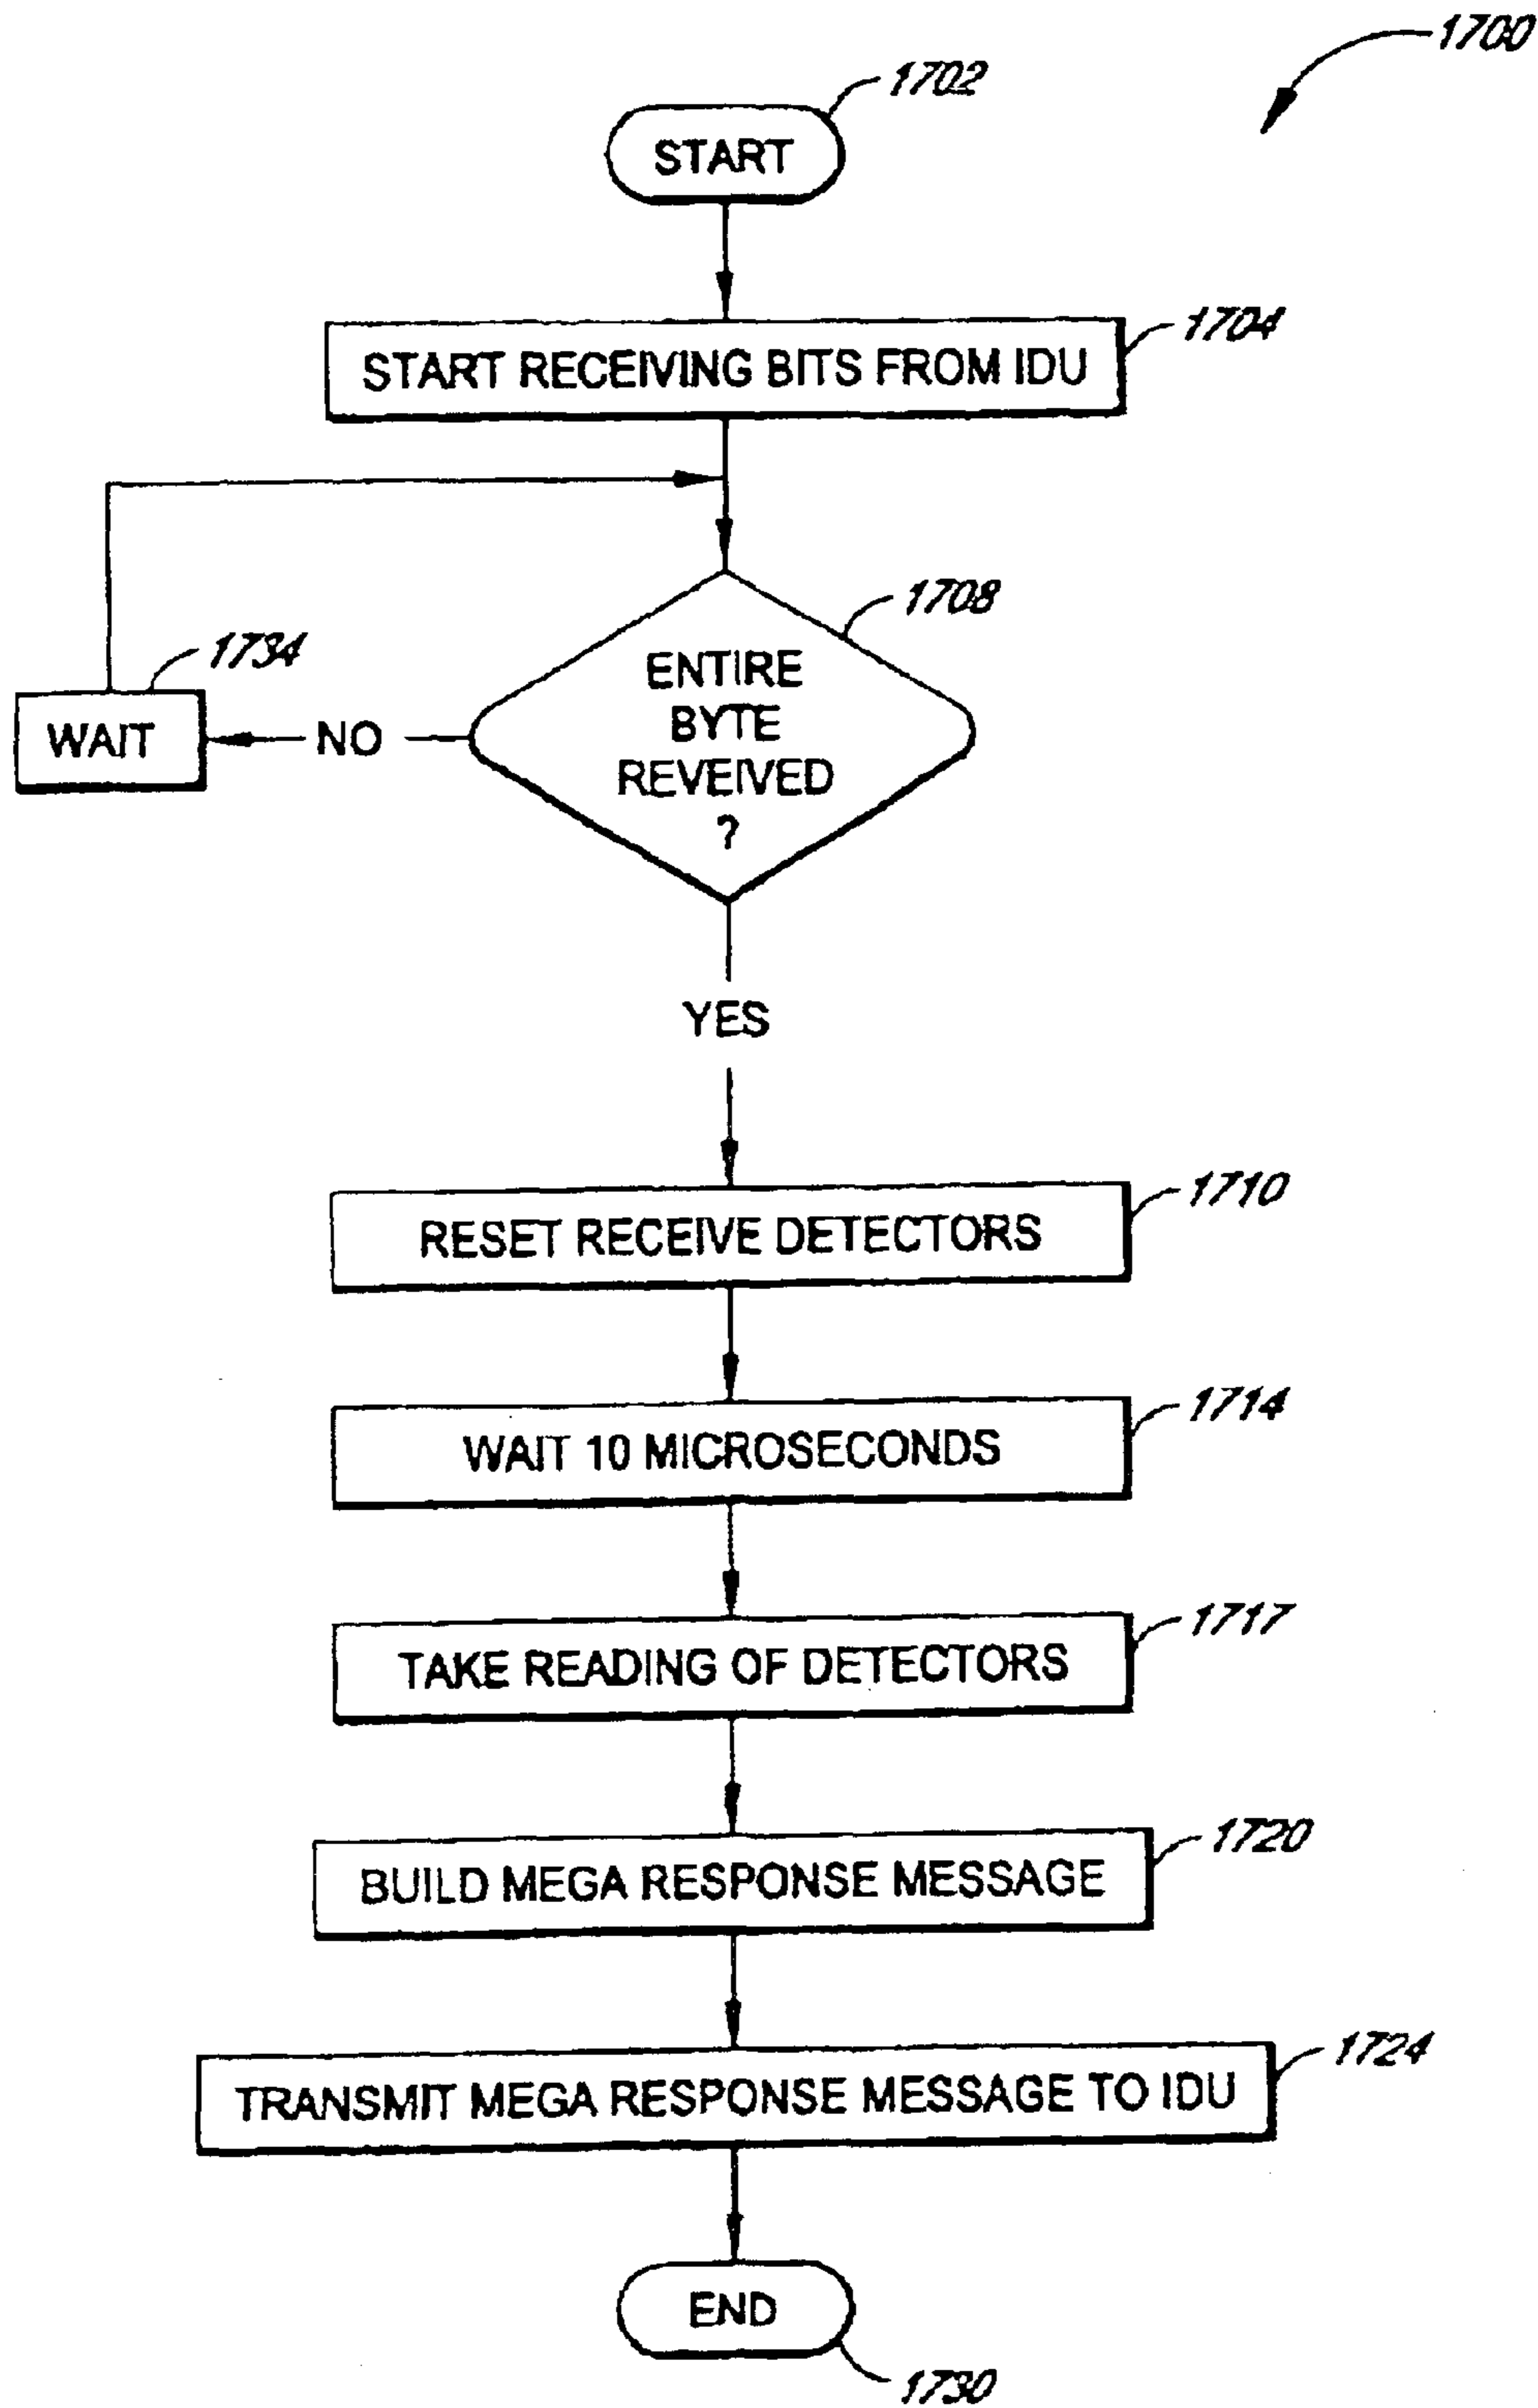 1700
1702
START
1704
START RECEIVING BITS FROM IDU
1708
ENTIRE
BYTE
REVEIVED
?
1734
WAIT
NO
YES
1710
RESET RECEIVE DETECTORS
1714
WAIT 10 MICROSECONDS
1717
TAKE READING OF DETECTORS
1720
BUILD MEGA RESPONSE MESSAGE
1724
TRANSMIT MEGA RESPONSE MESSAGE TO IDU
END
1730